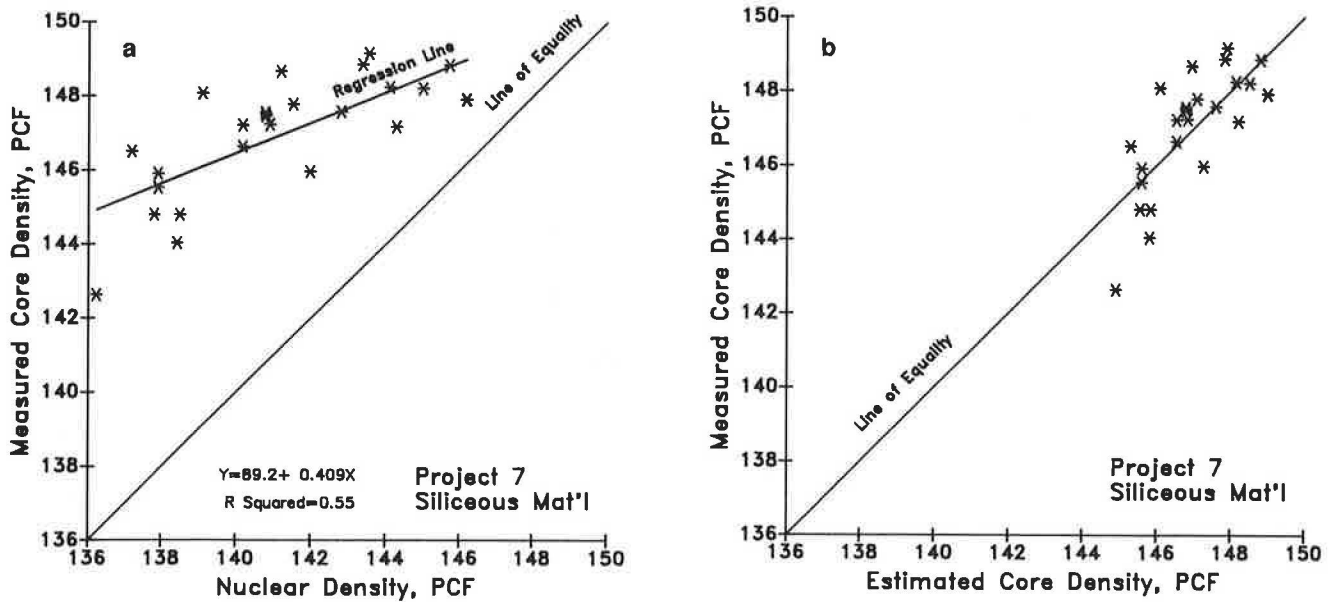 a
150
148
146
144
142
140
138
136
Measured Core Density, PCF
Regression Line
Line of Equality
Y=89.2+ 0.409X
R Squared=0.55
Project 7
Siliceous Mat'l
136 138 140 142 144 146 148 150
Nuclear Density, PCF
b
150
148
146
144
142
140
138
136
Measured Core Density, PCF
Line of Equality
Project 7
Siliceous Mat'l
136 138 140 142 144 146 148 150
Estimated Core Density, PCF